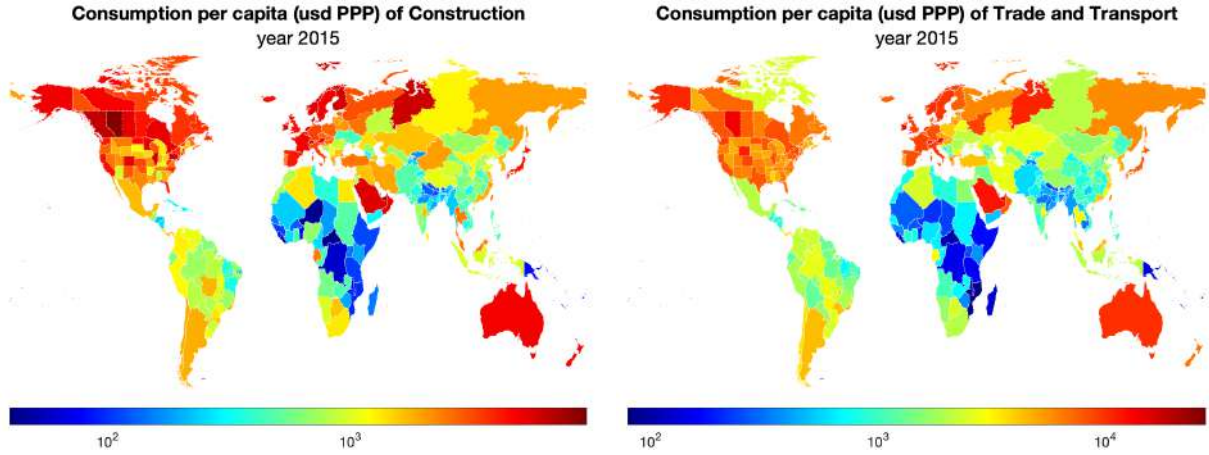 Consumption per capita (usd PPP) of Construction
year 2015
10²
10³
Consumption per capita (usd PPP) of Trade and Transport
year 2015
10²
10³
10⁴